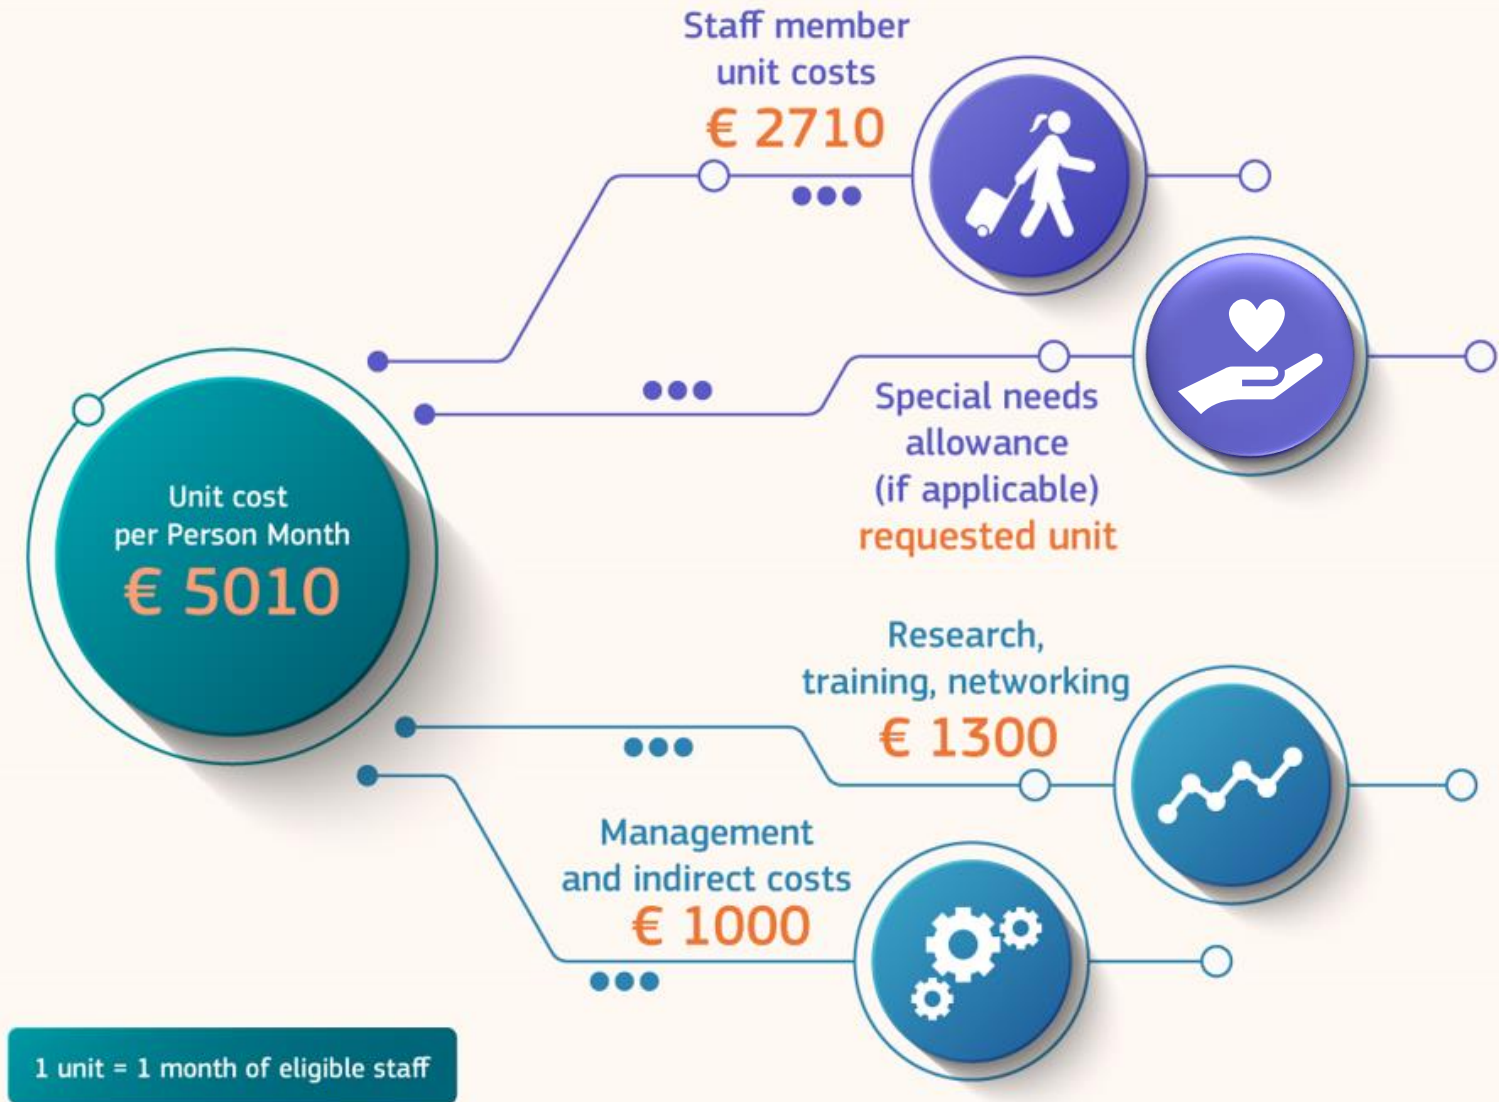 Staff member
unit costs
€ 2710
Special needs
allowance
(if applicable)
requested unit
Unit cost
per Person Month
€ 5010
Research,
training, networking
€ 1300
Management
and indirect costs
€ 1000
1 unit = 1 month of eligible staff